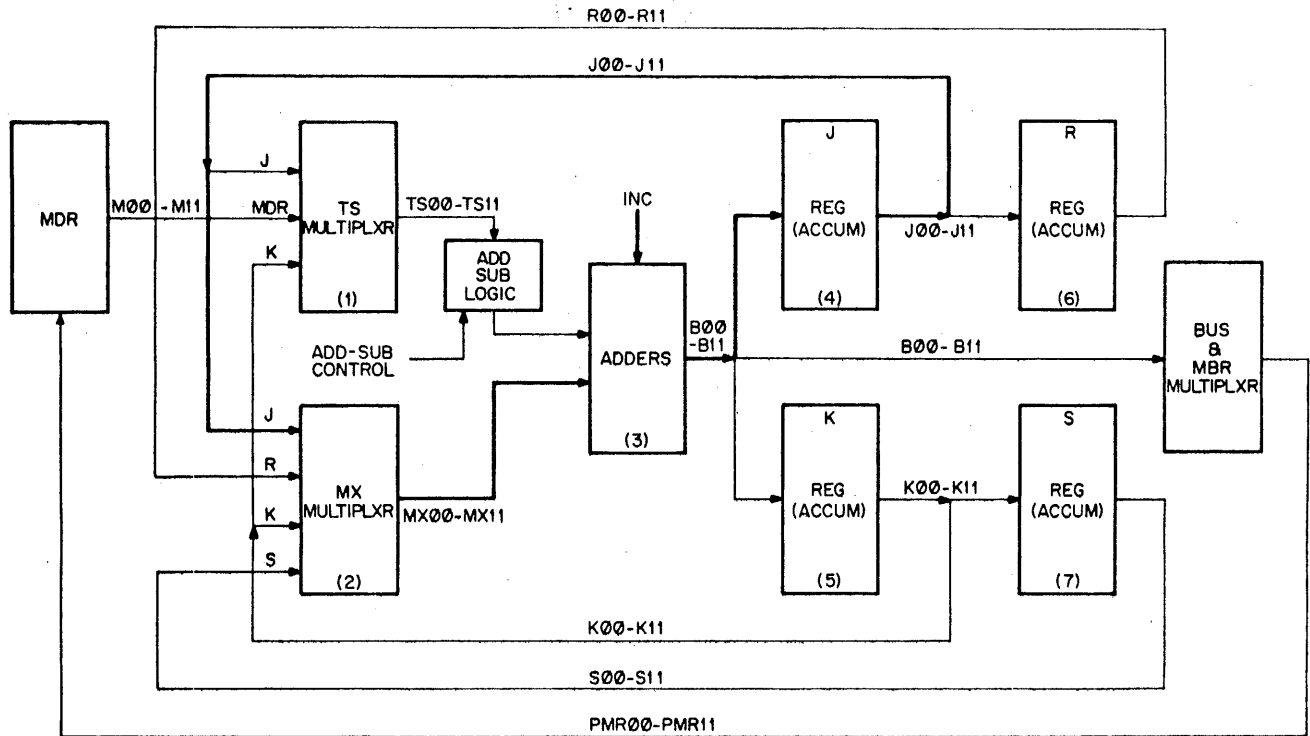 R00-R11
J00-J11
MDR
M00-M11
J
MDR
K
TS
MULTIPLXR
(1)
TS00-TS11
ADD
SUB
LOGIC
ADD-SUB
CONTROL
INC
ADDERS
(3)
B00
-B11
J
REG
(ACCUM)
(4)
J00-J11
R
REG
(ACCUM)
(6)
B00-B11
BUS
&
MBR
MULTIPLXR
J
R
K
S
MX
MULTIPLXR
(2)
MX00-MX11
K
REG
(ACCUM)
(5)
K00-K11
S
REG
(ACCUM)
(7)
K00-K11
S00-S11
PMR00-PMR11